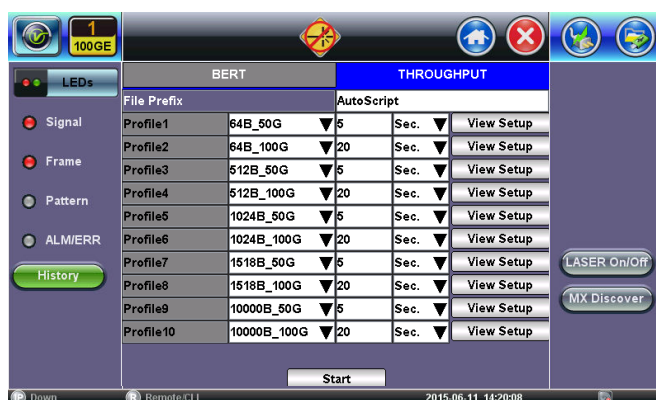 1
100GE
LEDs
BERT
THROUGHPUT
File Prefix AutoScript
Signal
Frame
Pattern
ALM/ERR
History
Profile1 64B_50G 5 Sec. View Setup
Profile2 64B_100G 20 Sec. View Setup
Profile3 512B_50G 5 Sec. View Setup
Profile4 512B_100G 20 Sec. View Setup
Profile5 1024B_50G 5 Sec. View Setup
Profile6 1024B_100G 20 Sec. View Setup
Profile7 1518B_50G 5 Sec. View Setup
Profile8 1518B_100G 20 Sec. View Setup
Profile9 10000B_50G 5 Sec. View Setup
Profile10 10000B_100G 20 Sec. View Setup
LASER On/Off
MX Discover
Start
IP Down
R Remote/CLI
2015-06-11 14:20:08